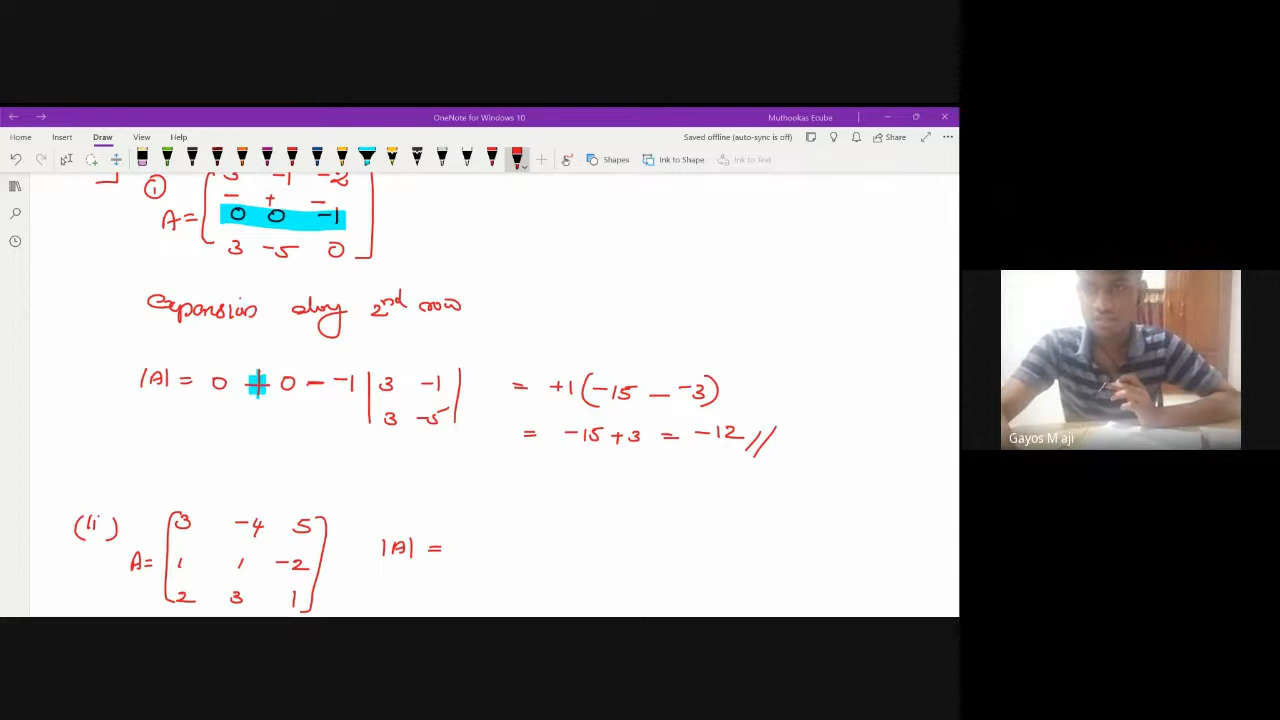 OneNote for Windows 10
Muthookas Ecube
Home Insert Draw View Help
Saved offline (auto-sync is off)
Share
Shapes
Ink to Shape
Ink to Text
(i)
3 -1 -2
- + -
A = 0 0 -1
3 -5 0
expansion along 2nd row
|A| = 0 + 0 - -1 | 3 -1 | = +1(-15 - -3)
| 3 -5 |
= -15 + 3 = -12 //
(ii)
3 -4 5
A = 1 1 -2 |A| =
2 3 1
Gayos M aji